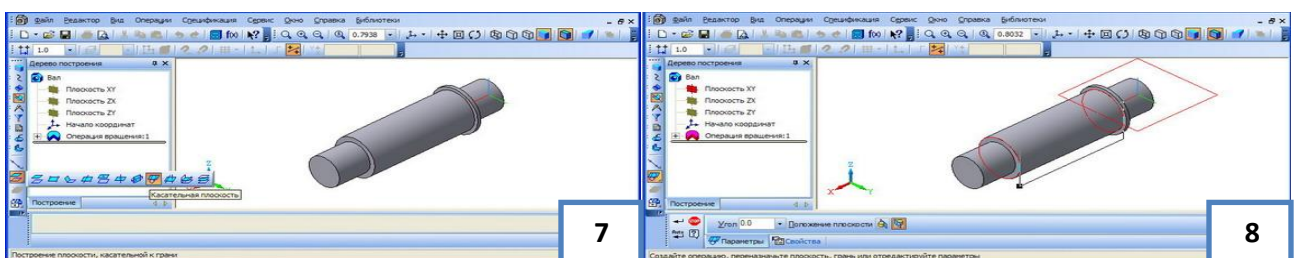 Файл Редактор Вид Операции Спецификация Сервис Окно Справка Библиотеки
f(x) 0.7938
1.0
Дерево построения
Вал
Плоскость XY
Плоскость ZX
Плоскость ZY
Начало координат
Операция вращения:1
Z
Касательная плоскость
Построение
Построение плоскости, касательной к грани
7
Файл Редактор Вид Операции Спецификация Сервис Окно Справка Библиотеки
f(x) 0.8032
1.0
Дерево построения
Вал
Плоскость XY
Плоскость ZX
Плоскость ZY
Начало координат
Операция вращения:1
Z
X Y
Построение
Угол 0.0 Положение плоскости
Параметры Свойства
Создайте операцию, переназначьте плоскость, грань или отредактируйте параметры
8